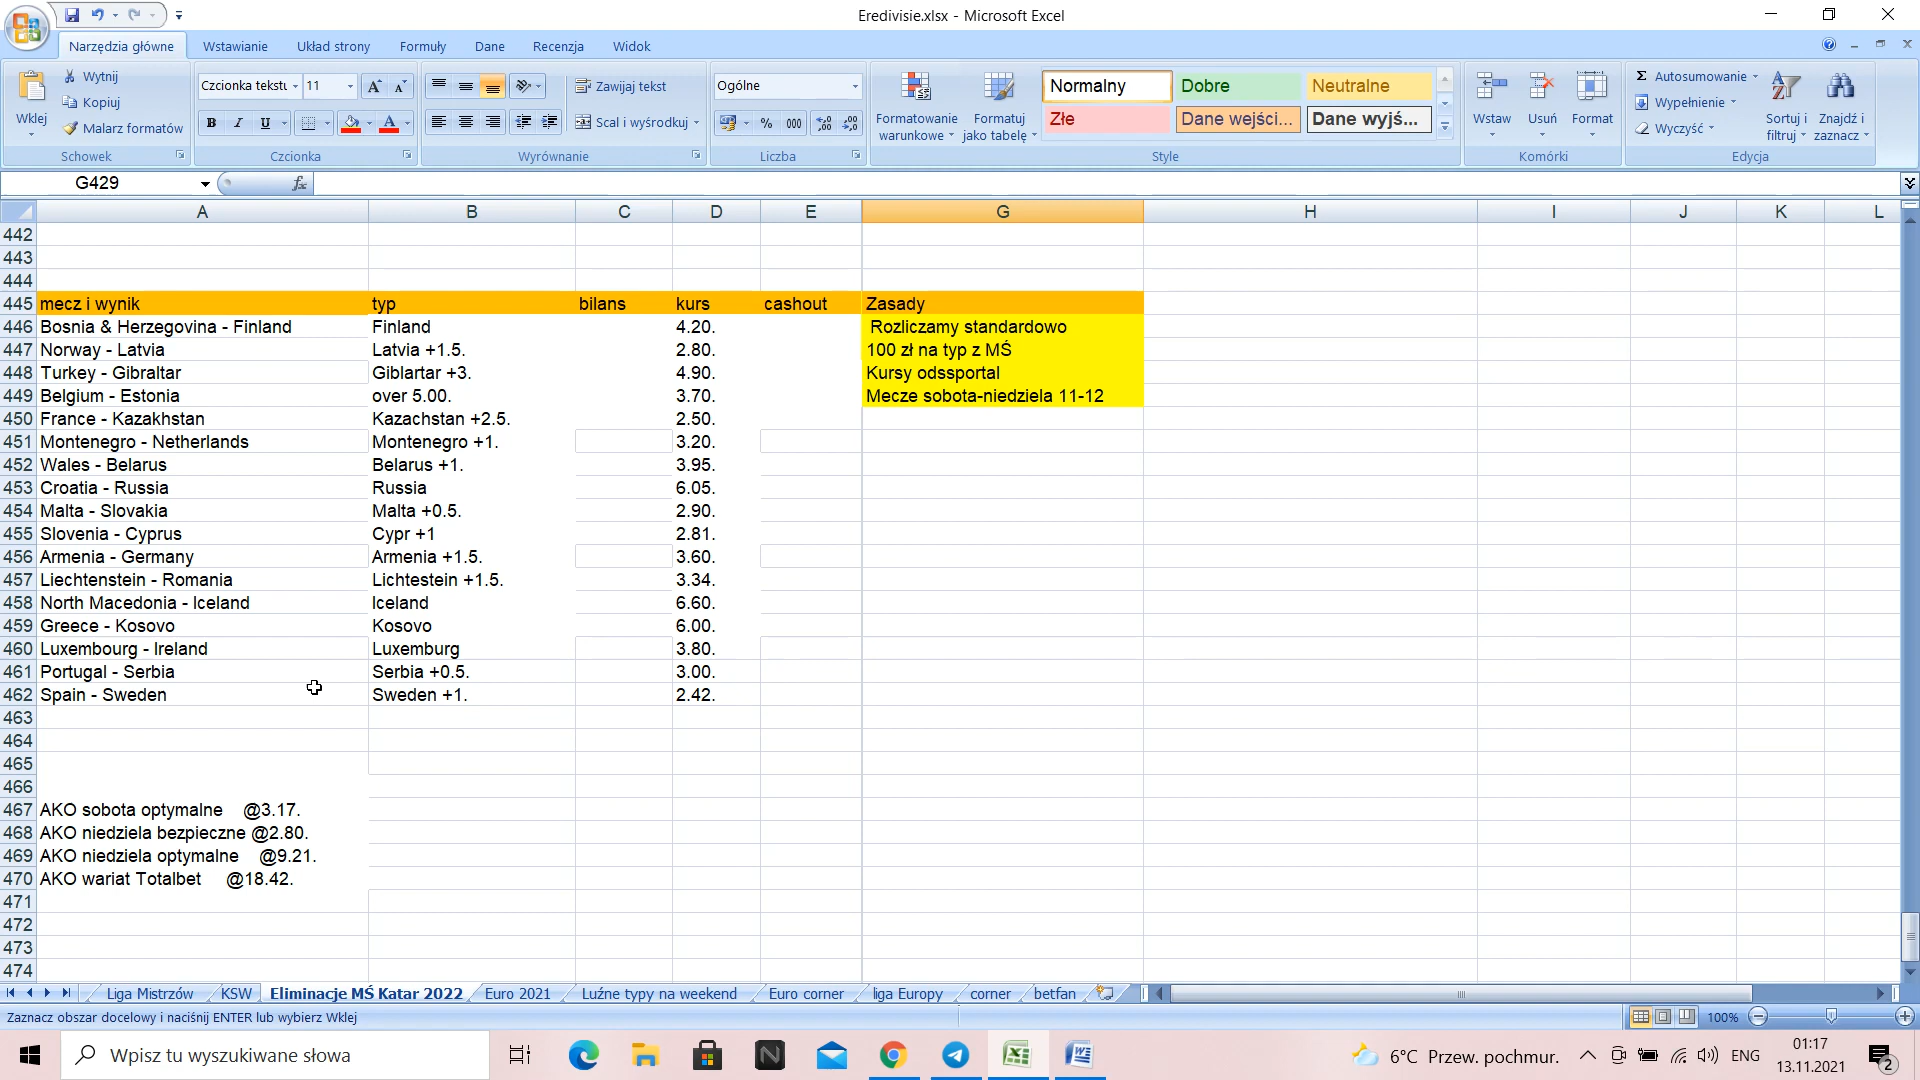 Eredivisie.xlsx - Microsoft Excel
Narzędzia główne Wstawianie Układ strony Formuły Dane Recenzja Widok
Wklej Wytnij Kopiuj Malarz formatów
Czcionka tekstu 11
B I U
Zawijaj tekst
Scal i wyśrodkuj
Ogólne
% 000
Formatowanie warunkowe Formatuj jako tabelę
Normalny Dobre Neutralne
Złe Dane wejści... Dane wyjś...
Wstaw Usuń Format
Σ Autosumowanie
Wypełnienie
Wyczyść
Sortuj i filtruj Znajdź i zaznacz
Schowek Czcionka Wyrównanie Liczba Style Komórki Edycja
G429 fx
A B C D E G H I J K L
442
443
444
445 mecz i wynik typ bilans kurs cashout Zasady
446 Bosnia & Herzegovina - Finland Finland 4.20. Rozliczamy standardowo
447 Norway - Latvia Latvia +1.5. 2.80. 100 zł na typ z MŚ
448 Turkey - Gibraltar Giblartar +3. 4.90. Kursy odssportal
449 Belgium - Estonia over 5.00. 3.70. Mecze sobota-niedziela 11-12
450 France - Kazakhstan Kazachstan +2.5. 2.50.
451 Montenegro - Netherlands Montenegro +1. 3.20.
452 Wales - Belarus Belarus +1. 3.95.
453 Croatia - Russia Russia 6.05.
454 Malta - Slovakia Malta +0.5. 2.90.
455 Slovenia - Cyprus Cypr +1 2.81.
456 Armenia - Germany Armenia +1.5. 3.60.
457 Liechtenstein - Romania Lichtestein +1.5. 3.34.
458 North Macedonia - Iceland Iceland 6.60.
459 Greece - Kosovo Kosovo 6.00.
460 Luxembourg - Ireland Luxemburg 3.80.
461 Portugal - Serbia Serbia +0.5. 3.00.
462 Spain - Sweden Sweden +1. 2.42.
463
464
465
466
467 AKO sobota optymalne @3.17.
468 AKO niedziela bezpieczne @2.80.
469 AKO niedziela optymalne @9.21.
470 AKO wariat Totalbet @18.42.
471
472
473
474
Liga Mistrzów KSW Eliminacje MŚ Katar 2022 Euro 2021 Luźne typy na weekend Euro corner liga Europy corner betfan
Zaznacz obszar docelowy i naciśnij ENTER lub wybierz Wklej 100%
Wpisz tu wyszukiwane słowa 6°C Przew. pochmur. ENG 01:17
13.11.2021 2